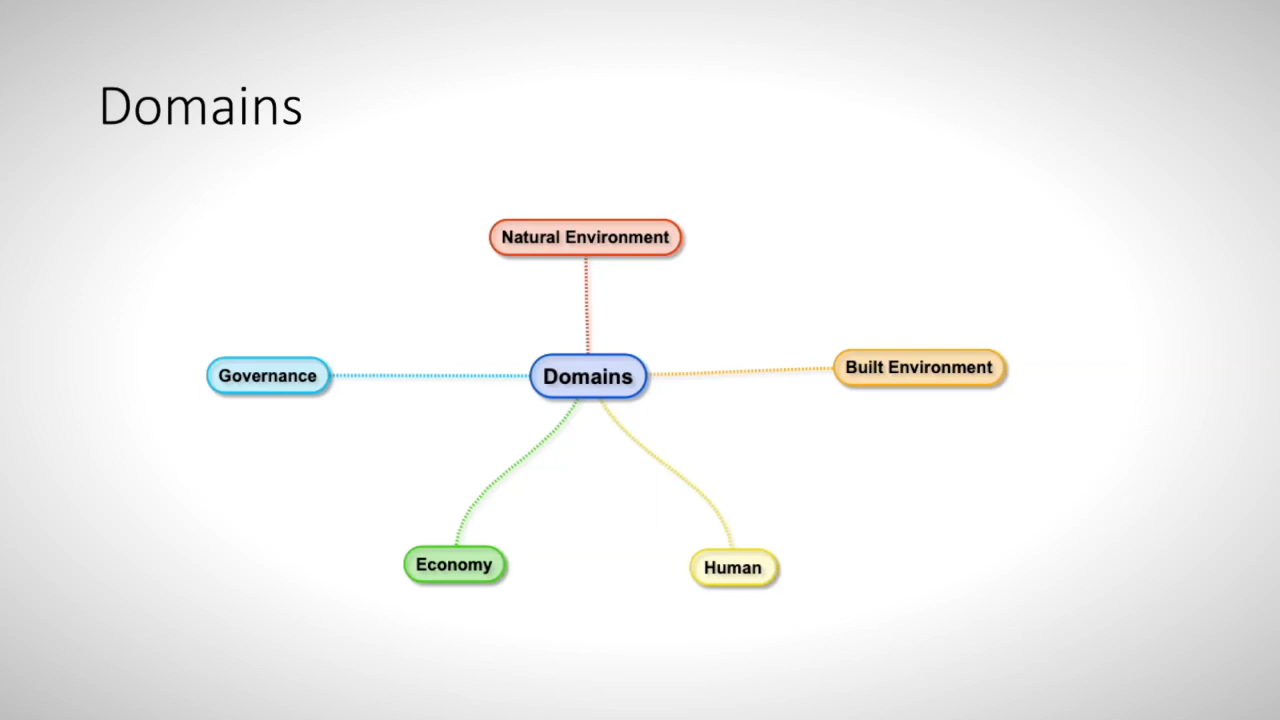 Domains
Natural Environment
Governance
Domains
Built Environment
Economy
Human